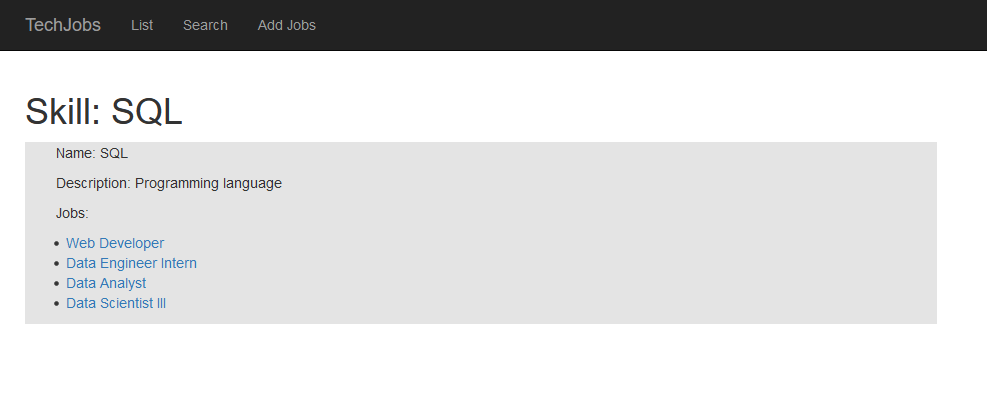 TechJobs List Search Add Jobs
Skill: SQL
Name: SQL
Description: Programming language
Jobs:
• Web Developer
• Data Engineer Intern
• Data Analyst
• Data Scientist III